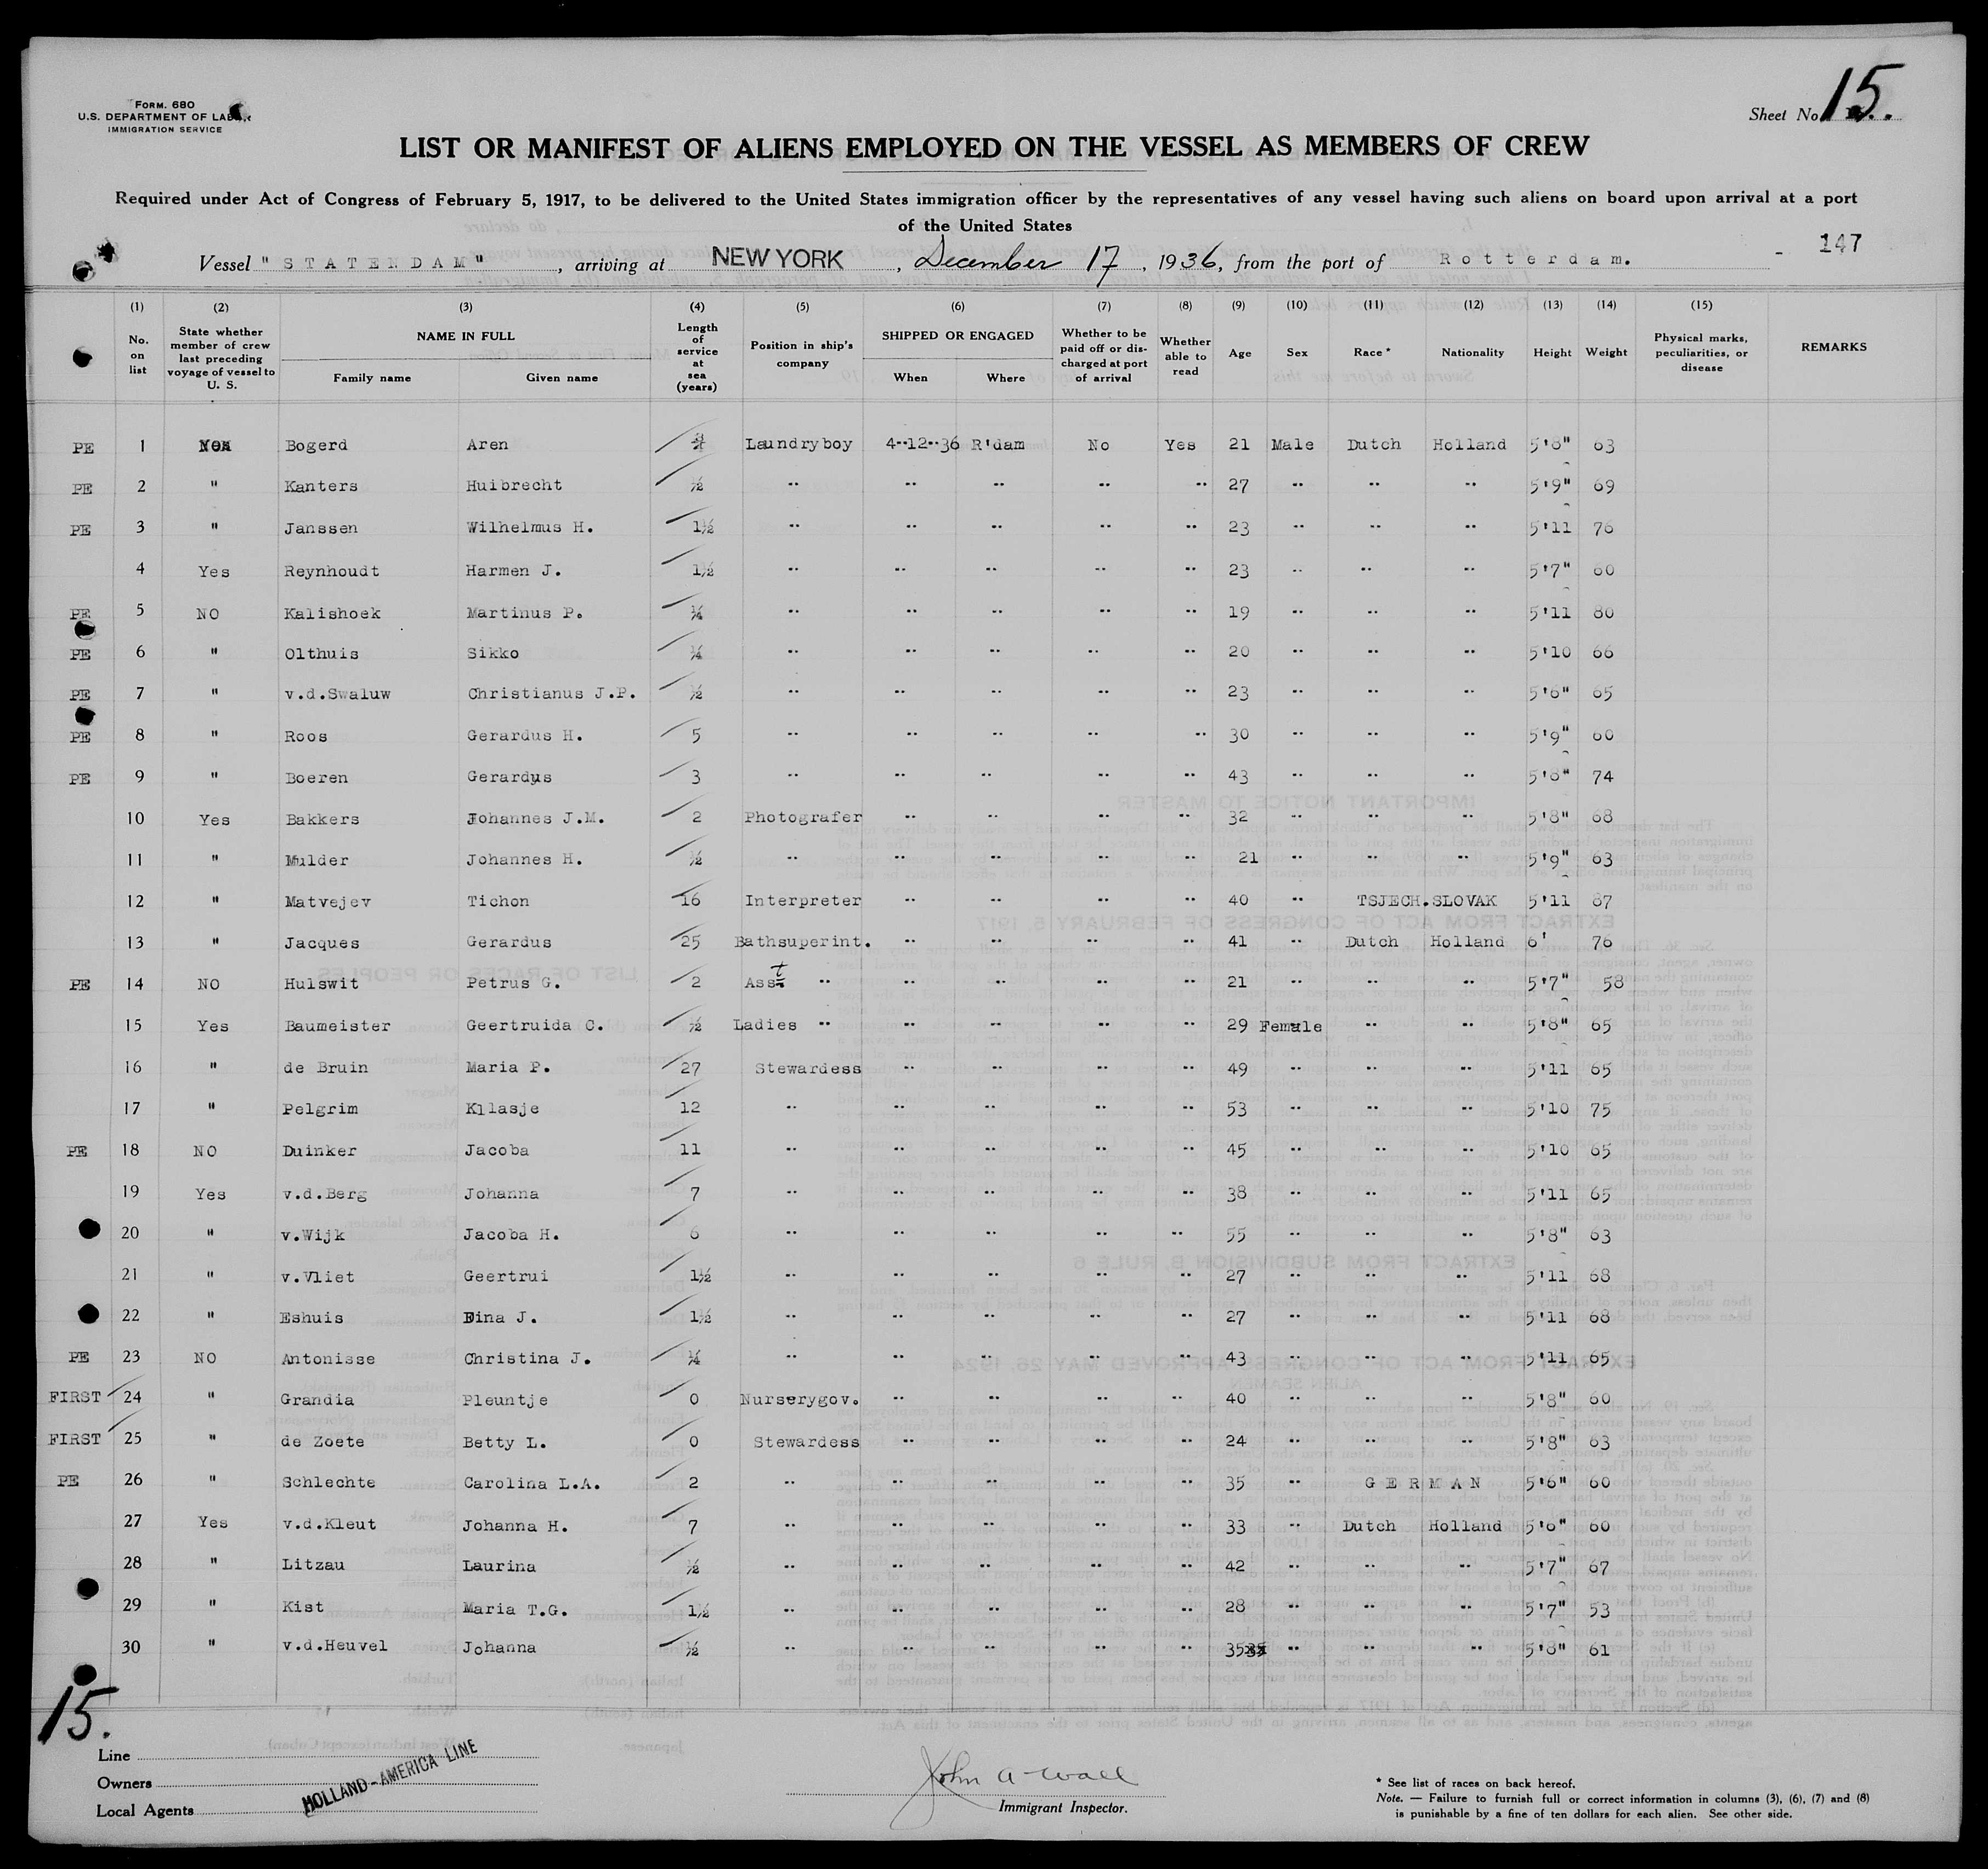 FORM. 680
U.S. DEPARTMENT OF LABOR
IMMIGRATION SERVICE
Sheet No. 15.
LIST OR MANIFEST OF ALIENS EMPLOYED ON THE VESSEL AS MEMBERS OF CREW
Required under Act of Congress of February 5, 1917, to be delivered to the United States immigration officer by the representatives of any vessel having such aliens on board upon arrival at a port
of the United States
147
Vessel "STATENDAM", arriving at NEW YORK, December 17, 1936, from the port of Rotterdam.
(1) (2) (3) (4) (5) (6) (7) (8) (9) (10) (11) (12) (13) (14) (15)
No. on list
State whether member of crew last preceding voyage of vessel to U. S.
NAME IN FULL
Family name
Given name
Length of service at sea (years)
Position in ship's company
SHIPPED OR ENGAGED
When
Where
Whether to be paid off or discharged at port of arrival
Whether able to read
Age
Sex
Race *
Nationality
Height
Weight
Physical marks, peculiarities, or disease
REMARKS
PE 1 Bogerd Aren Laundryboy 4-12-36 R'dam No Yes 21 Male Dutch Holland 5'8" 63
PE 2 " Kanters Huibrecht ½ " " " " " 27 " " " 5'9" 69
PE 3 " Janssen Wilhelmus H. 1½ " " " " " 23 " " " 5'11 76
4 Yes Reynhoudt Harmen J. 1½ " " " " " 23 " " " 5'7" 60
PE 5 NO Kalishoek Martinus P. ¼ " " " " " 19 " " " 5'11 80
PE 6 " Olthuis Sikko ¼ " " " " " 20 " " " 5'10 66
PE 7 " v.d.Swaluw Christianus J.P. ½ " " " " " 23 " " " 5'6" 65
PE 8 " Roos Gerardus H. 5 " " " " " 30 " " " 5'9" 60
PE 9 " Boeren Gerardus 3 " " " " " 43 " " " 5'8" 74
10 Yes Bakkers Johannes J.M. 2 Photografer " " " " 32 " " " 5'8" 68
11 " Mulder Johannes H. ½ " " " " " 21 " " " 5'9" 63
12 " Matvejev Tichon 16 Interpreter " " " " 40 " TSJECH.SLOVAK 5'11 87
13 " Jacques Gerardus 25 Bathsuperint. " " " " 41 " Dutch Holland 6' 76
PE 14 NO Hulswit Petrus G. 2 Asst " " " " " 21 " " " 5'7" 58
15 Yes Baumeister Geertruida C. ½ Ladies " " " " " 29 Female " " 5'8" 65
16 " de Bruin Maria P. 27 Stewardess " " " " 49 " " " 5'11 65
17 " Pelgrim Kllasje 12 " " " " " 53 " " " 5'10 75
PE 18 NO Duinker Jacoba 11 " " " " " 45 " " " 5'10 65
19 Yes v.d.Berg Johanna 7 " " " " " 38 " " " 5'11 65
20 " v.Wijk Jacoba H. 6 " " " " " 55 " " " 5'8" 63
21 " v.Vliet Geertrui 1½ " " " " " 27 " " " 5'11 68
22 " Eshuis Dina J. 1½ " " " " " 27 " " " 5'11 68
PE 23 NO Antonisse Christina J. ¼ " " " " " 43 " " " 5'11 65
FIRST 24 " Grandia Pleuntje 0 Nurserygov. " " " " 40 " " " 5'8" 60
FIRST 25 " de Zoete Betty L. 0 Stewardess " " " " 24 " " " 5'8" 63
PE 26 " Schlechte Carolina L.A. 2 " " " " " 35 " GERMAN 5'6" 60
27 Yes v.d.Kleut Johanna H. 7 " " " " " 33 " Dutch Holland 5'6" 60
28 " Litzau Laurina ½ " " " " " 42 " " " 5'7" 67
29 " Kist Maria T.G. 1½ " " " " " 28 " " " 5'7" 53
30 " v.d.Heuvel Johanna ½ " " " " " 35 " " " 5'8" 61
15.
Line
Owners
Local Agents
HOLLAND-AMERICA LINE
John A Wall
Immigrant Inspector.
* See list of races on back hereof.
Note. — Failure to furnish full or correct information in columns (3), (6), (7) and (8)
is punishable by a fine of ten dollars for each alien. See other side.